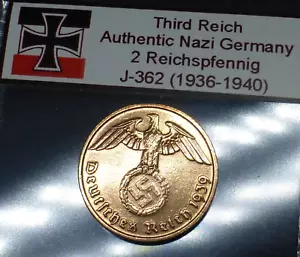 Third Reich
Authentic Nazi Germany
2 Reichspfennig
J-362 (1936-1940)
Deutsches Reich 1939